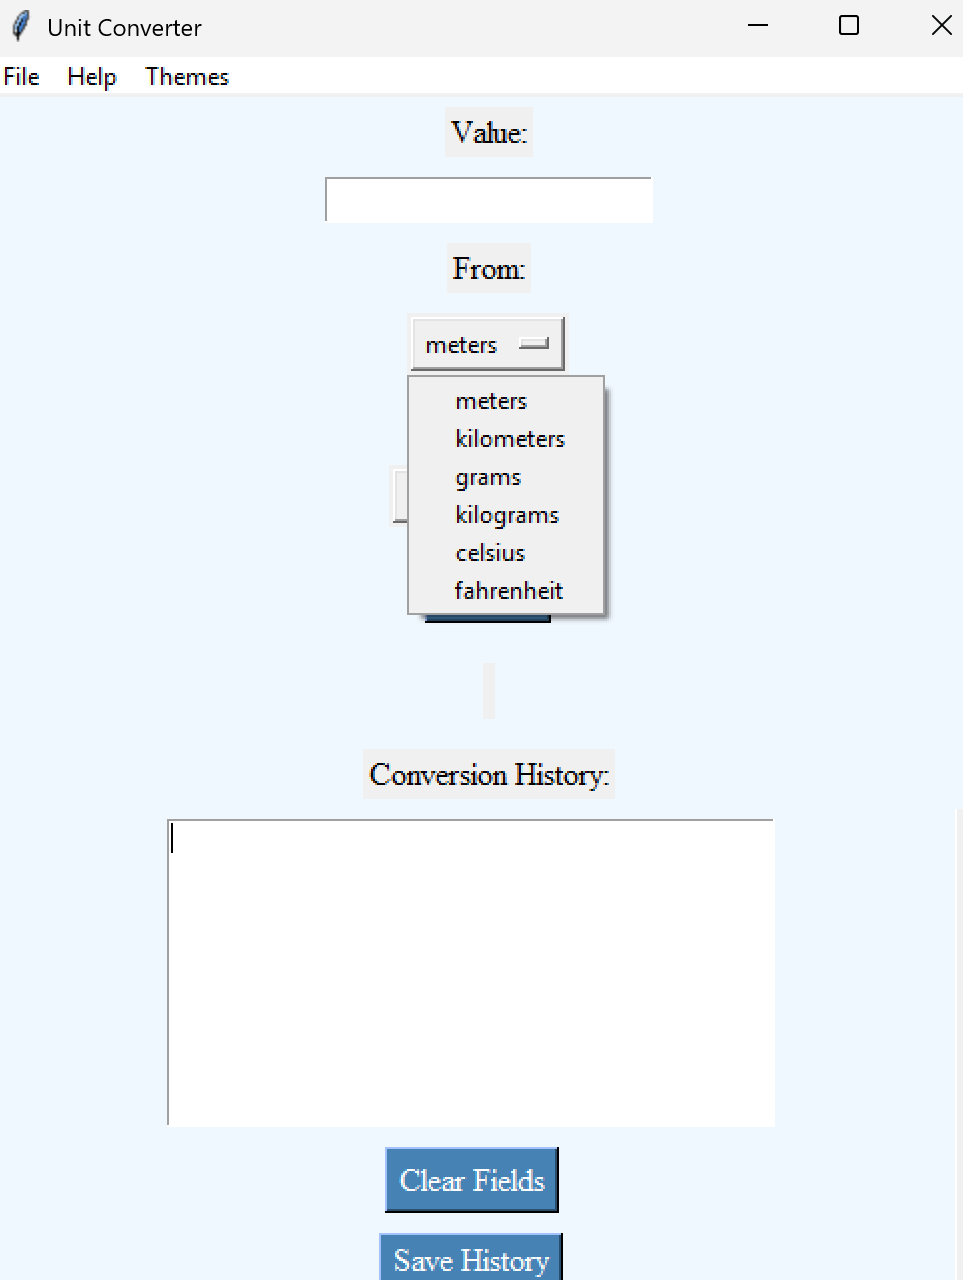 Unit Converter
File Help Themes
Value:
From:
meters
meters
kilometers
grams
kilograms
celsius
fahrenheit
Conversion History:
Clear Fields
Save History